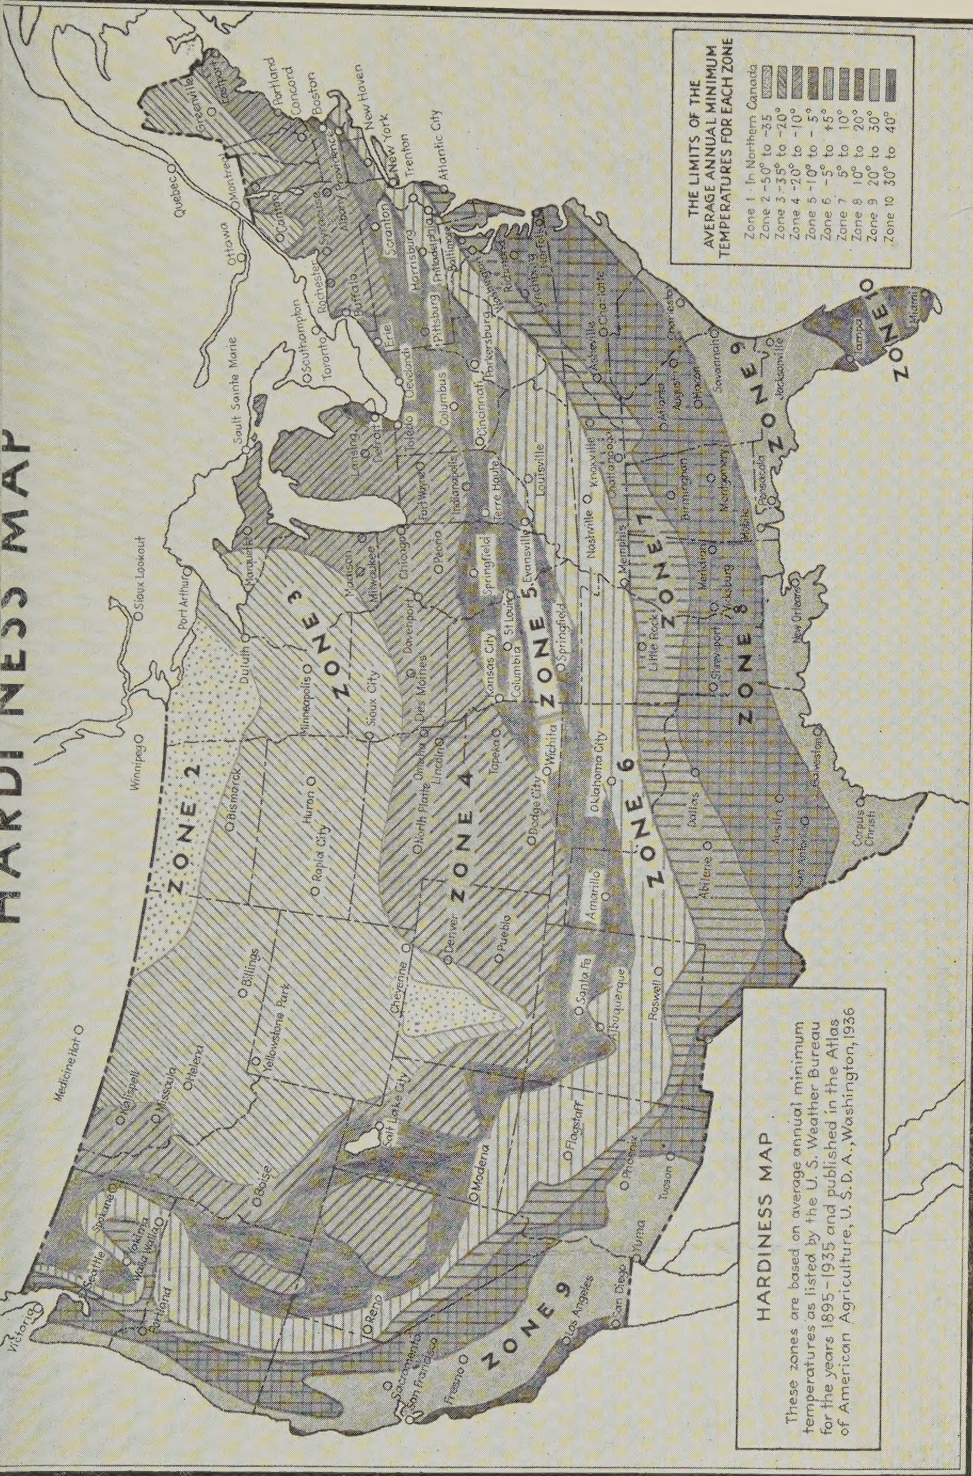 HARDINESS MAP
THE LIMITS OF THE
AVERAGE ANNUAL MINIMUM
TEMPERATURES FOR EACH ZONE
Zone 1 In Northern Canada
Zone 2 -50° to -35
Zone 3 -35° to -20°
Zone 4 -20° to -10°
Zone 5 -10° to -5°
Zone 6 -5° to +5°
Zone 7 5° to 10°
Zone 8 10° to 20°
Zone 9 20° to 30°
Zone 10 30° to 40°
HARDINESS MAP
These zones are based on average annual minimum
temperatures as listed by the U.S. Weather Bureau
for the years 1895-1935 and published in the Atlas
of American Agriculture, U.S.D.A., Washington, 1936
ZONE 2
ZONE 3
ZONE 4
ZONE 5
ZONE 6
ZONE 7
ZONE 8
ZONE 9
ZONE 9
ZONE 10
Victoria
Seattle
Spokane
Yakima
Walla Walla
Portland
Medicine Hat
Kalispell
Missoula
Helena
Billings
Yellowstone Park
Boise
Winnipeg
Sioux Lookout
Port Arthur
Duluth
Bismarck
Minneapolis
Huron
Rapid City
Sioux City
Marquette
Sault Sainte Marie
Ottawa
Quebec
Montreal
Greenville
Portland
Concord
Boston
Canton
Syracuse
Albany
Providence
New Haven
New York
Trenton
Atlantic City
Southampton
Toronto
Rochester
Buffalo
Erie
Scranton
Harrisburg
Philadelphia
Baltimore
Pittsburg
Parkersburg
Cleveland
Columbus
Cincinnati
Toledo
Detroit
Lansing
Fort Wayne
Indianapolis
Terre Haute
Madison
Milwaukee
Chicago
Peoria
Springfield
Evansville
Louisville
Davenport
Des Moines
Omaha
Lincoln
North Platte
Kansas City
Columbia
St Louis
Springfield
Topeka
Wichita
Dodge City
Cheyenne
Denver
Pueblo
Salt Lake City
Modena
Reno
Sacramento
San Francisco
Fresno
Los Angeles
San Diego
Yuma
Phoenix
Tucson
Flagstaff
Santa Fe
Albuquerque
Roswell
Amarillo
Oklahoma City
Abilene
Dallas
Austin
San Antonio
Corpus
Christi
Galveston
Little Rock
Shreveport
Memphis
Nashville
Knoxville
Chattanooga
Asheville
Charlotte
Lynchburg
Richmond
Norfolk
Vicksburg
Meridian
Birmingham
Montgomery
Mobile
Pensacola
New Orleans
Atlanta
Augusta
Macon
Charleston
Savannah
Jacksonville
Tampa
Miami